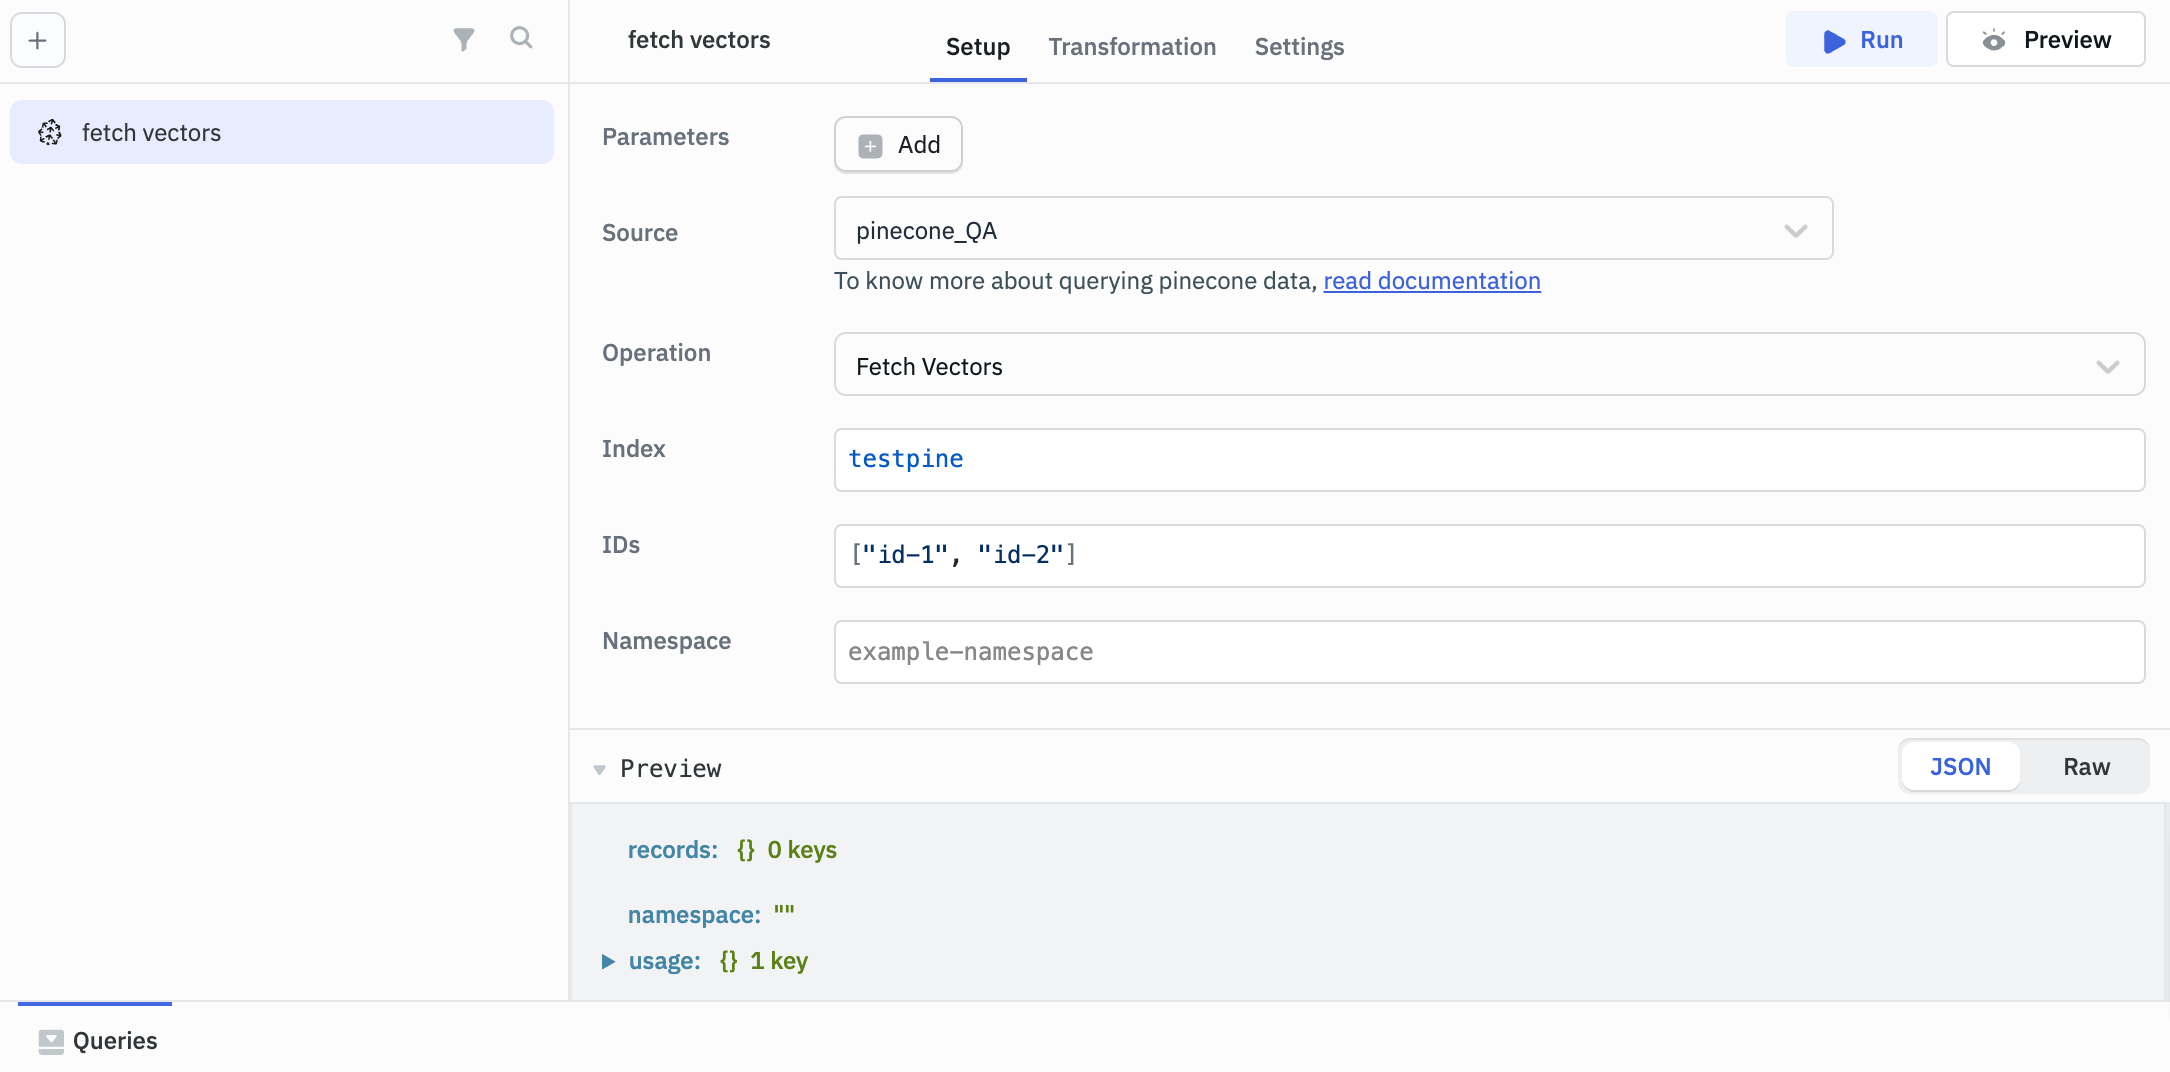 fetch vectors
Setup
Transformation
Settings
Run
Preview
fetch vectors
Parameters
Add
Source
pinecone_QA
To know more about querying pinecone data, read documentation
Operation
Fetch Vectors
Index
testpine
IDs
["id-1", "id-2"]
Namespace
example-namespace
Preview
JSON
Raw
records: {} 0 keys
namespace: ""
usage: {} 1 key
Queries